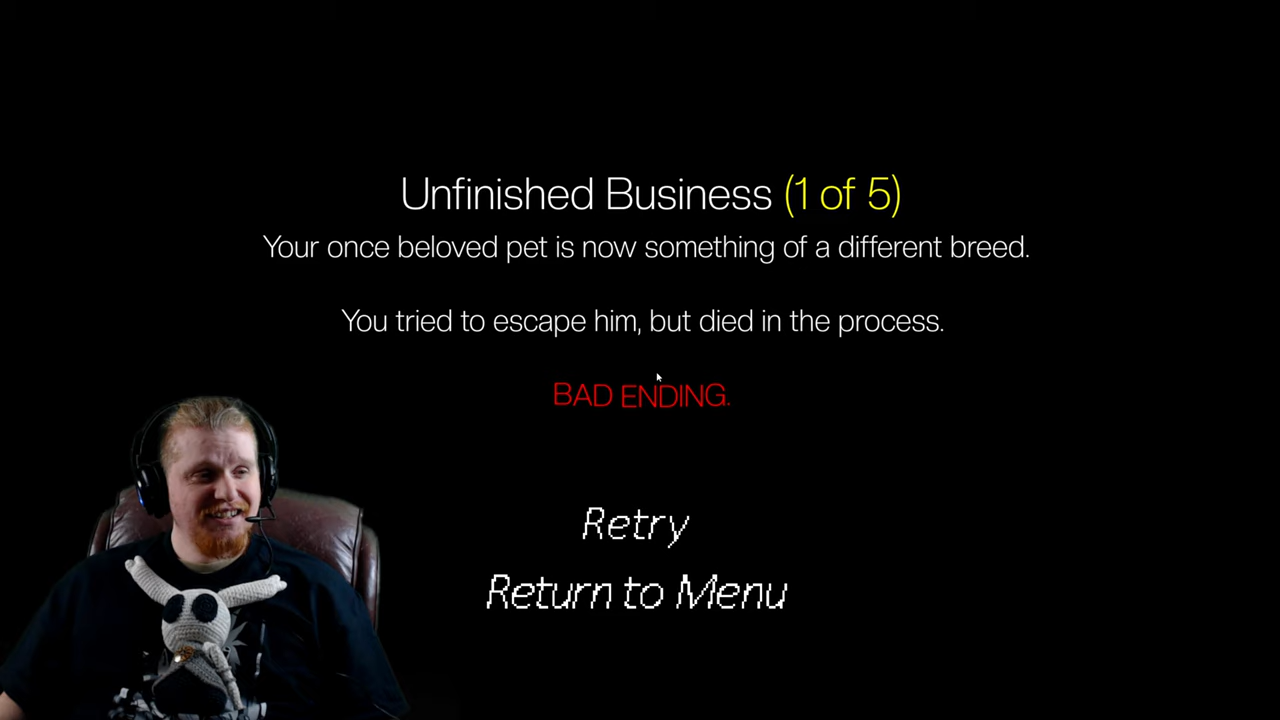 Unfinished Business (1 of 5)
Your once beloved pet is now something of a different breed.
You tried to escape him, but died in the process.
BAD ENDING.
Retry
Return to Menu